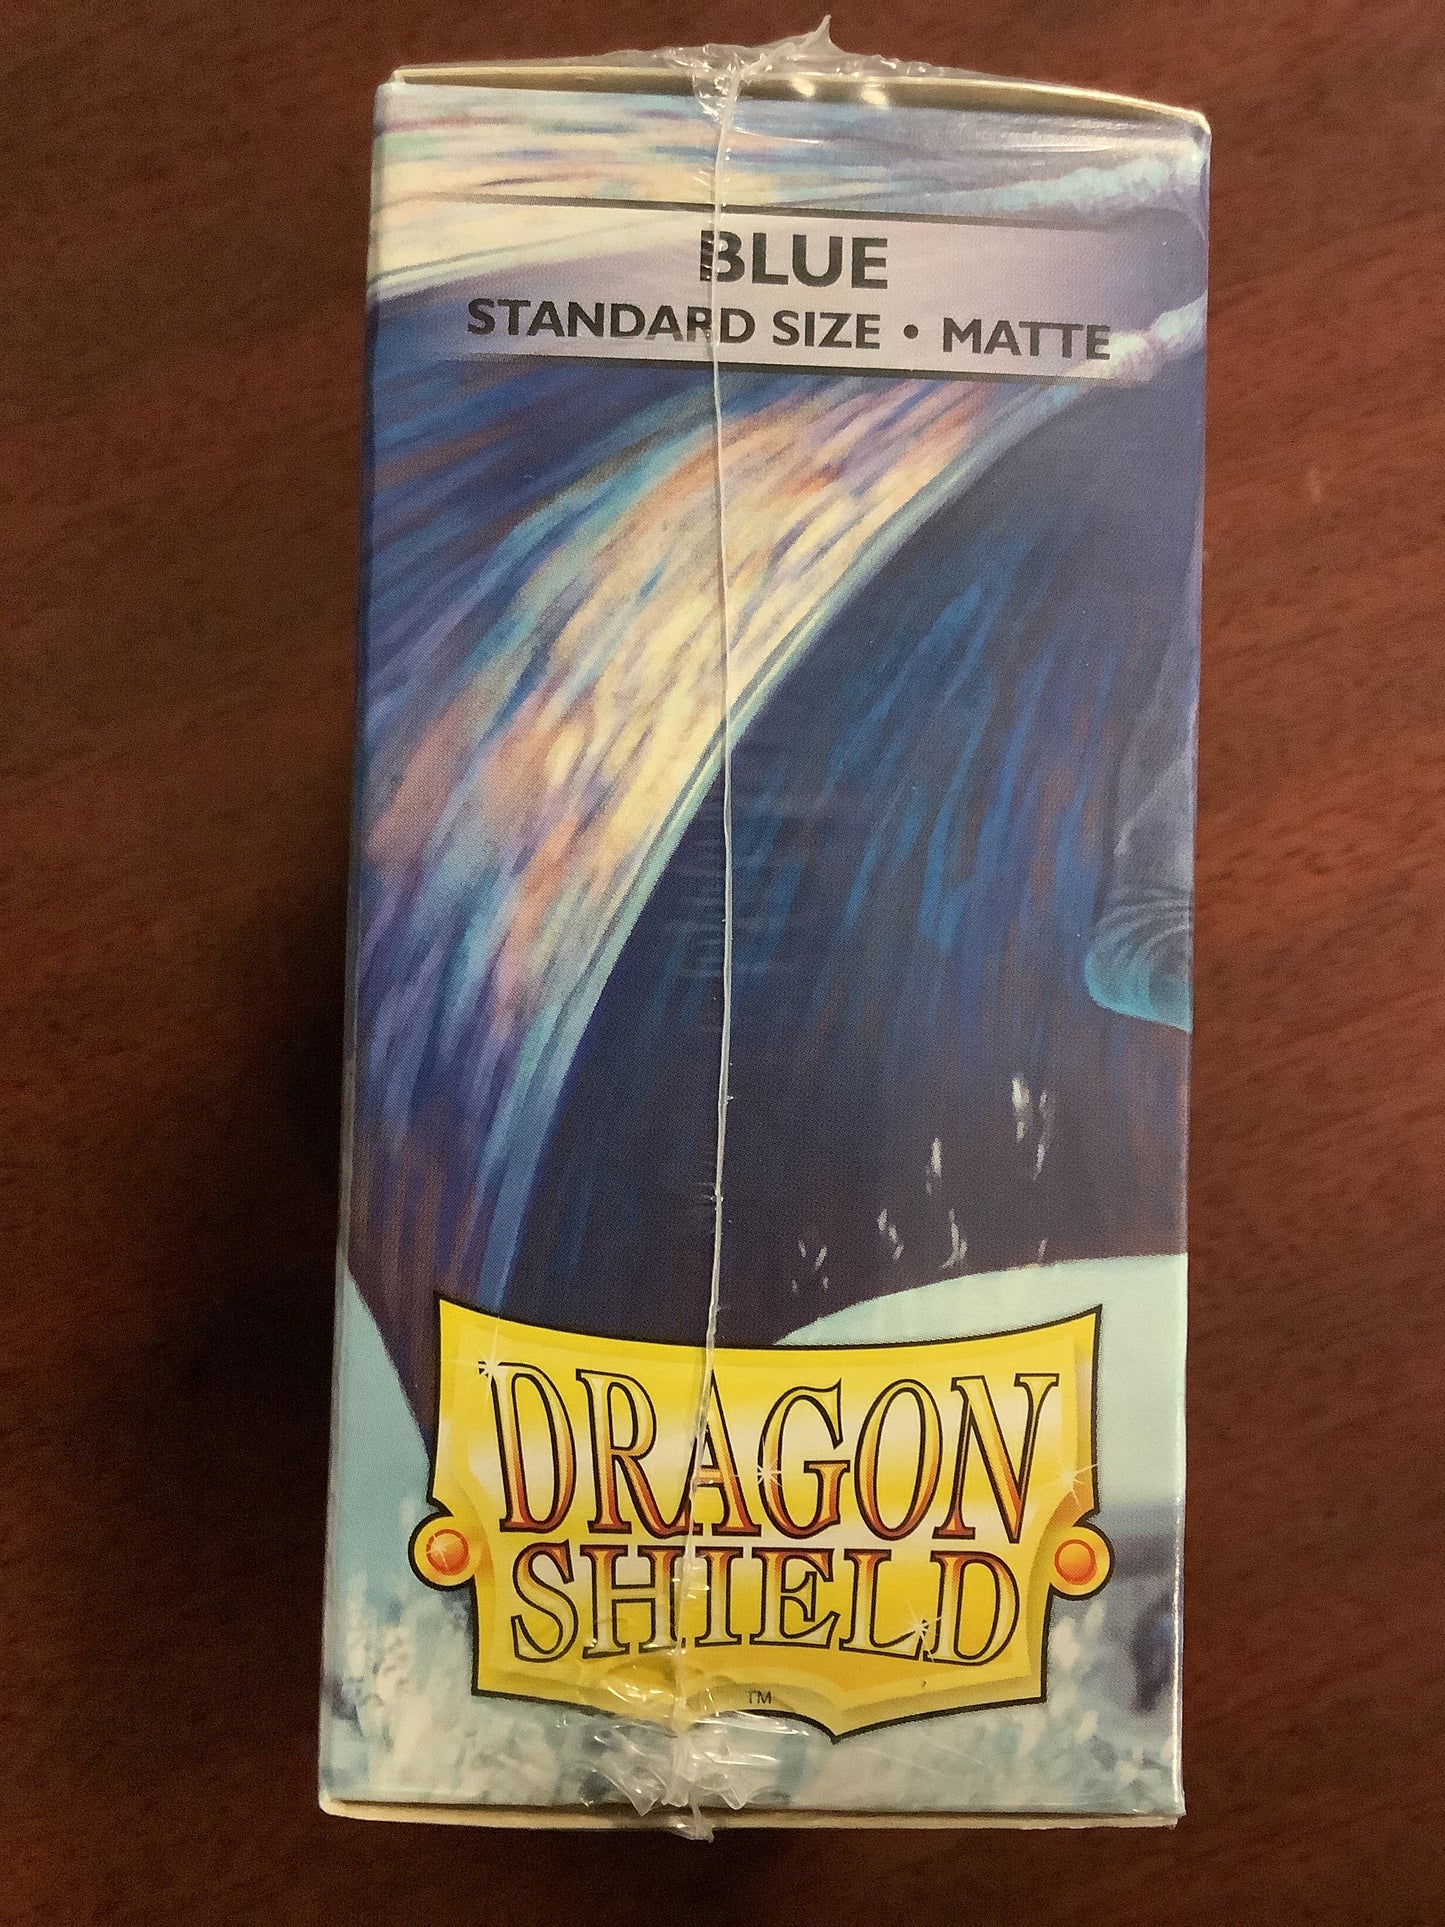 BLUE
STANDARD SIZE • MATTE
DRAGON
SHIELD
TM